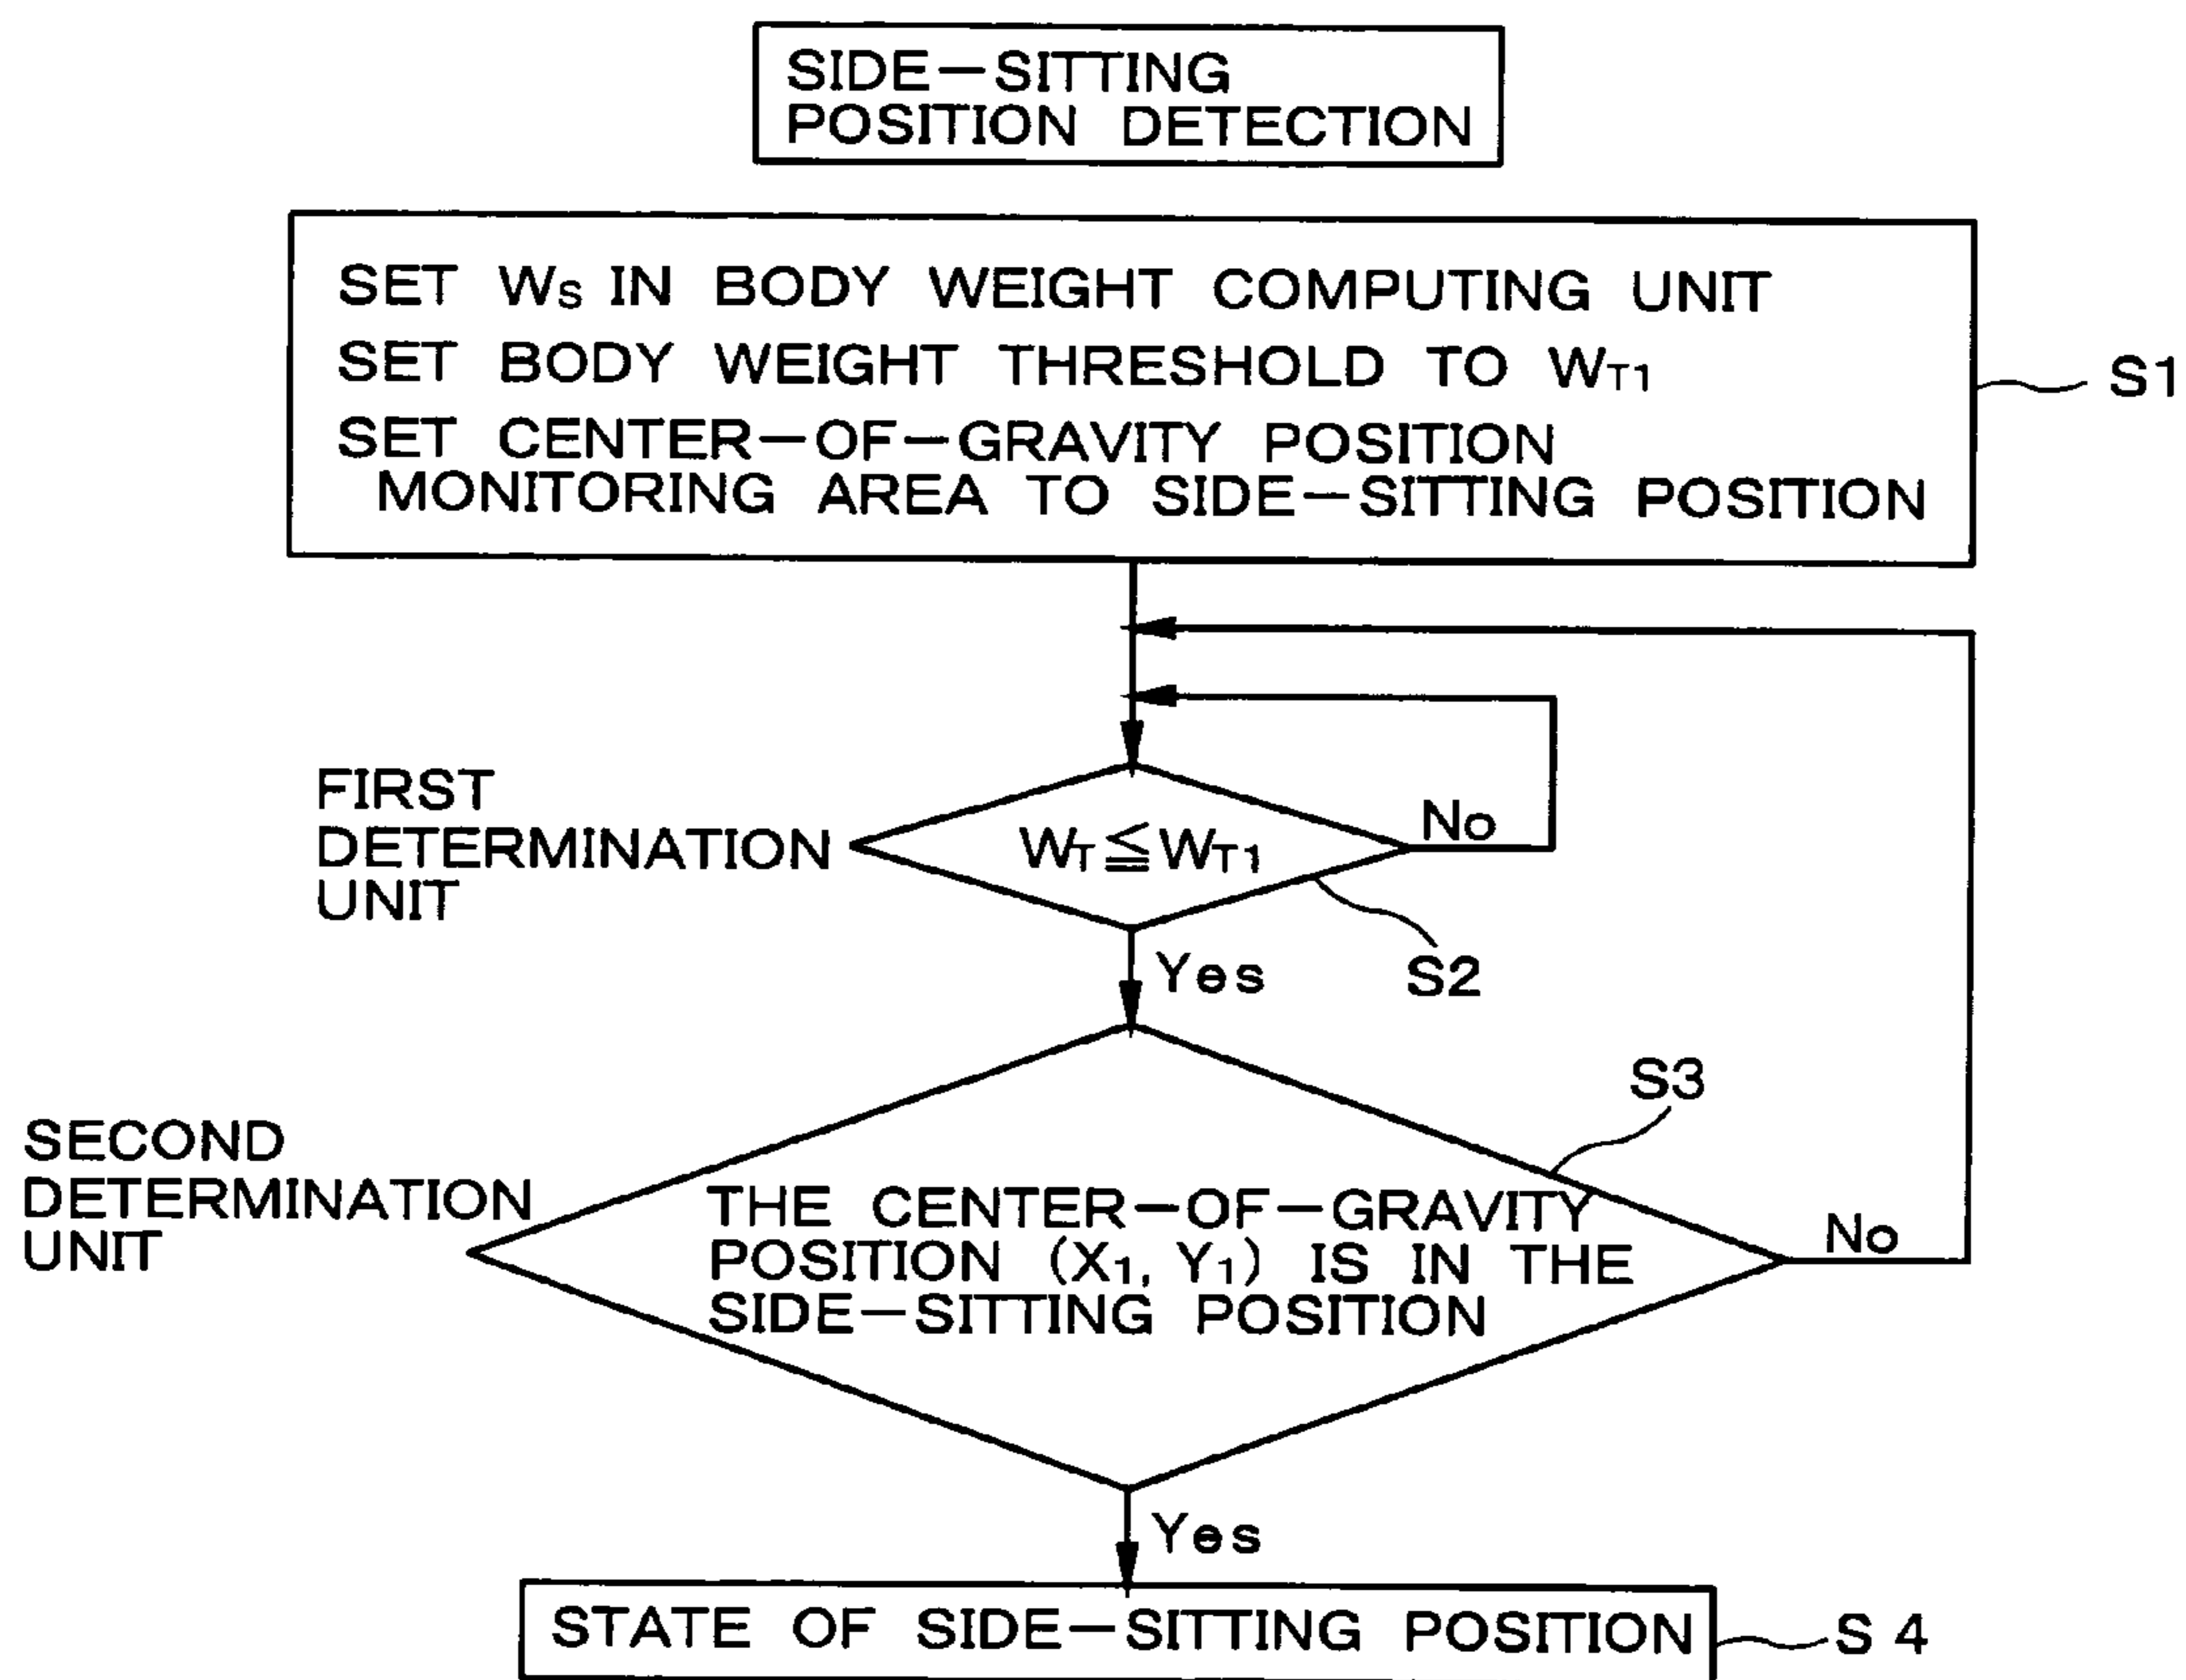 SIDE-SITTING
POSITION DETECTION
SET WS IN BODY WEIGHT COMPUTING UNIT
SET BODY WEIGHT THRESHOLD TO WT1
SET CENTER-OF-GRAVITY POSITION
MONITORING AREA TO SIDE-SITTING POSITION
S1
FIRST
DETERMINATION
UNIT
WT≦WT1
No
Yes
S2
SECOND
DETERMINATION
UNIT
S3
THE CENTER-OF-GRAVITY
POSITION (X1, Y1) IS IN THE
SIDE-SITTING POSITION
No
Yes
STATE OF SIDE-SITTING POSITION
S 4